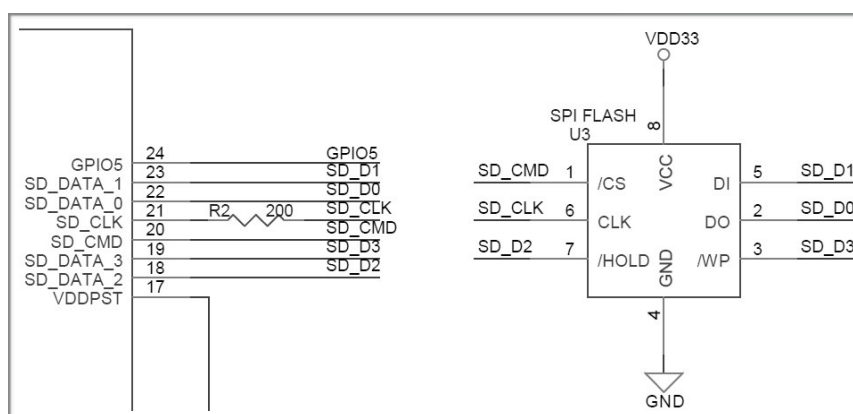 VDD33
SPI FLASH
U3
8
24
GPIO5
GPIO5
23
SD_D1
SD_DATA_1
22
SD_D0
SD_DATA_0
21
R2
200
SD_CLK
SD_CLK
20
SD_CMD
SD_CMD
19
SD_D3
SD_DATA_3
18
SD_D2
SD_DATA_2
17
VDDPST
SD_CMD 1 /CS VCC DI 5 SD_D1
SD_CLK 6 CLK DO 2 SD_D0
SD_D2 7 /HOLD GND /WP 3 SD_D3
4
GND